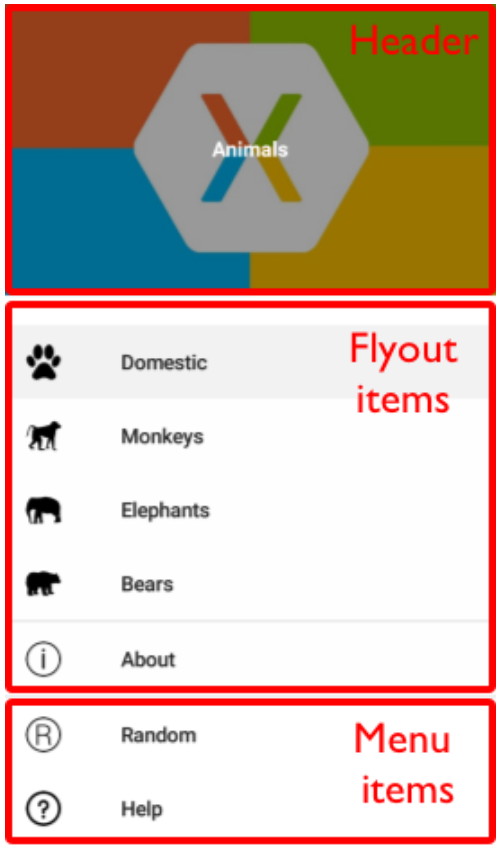 Header
Animals
Flyout
items
Domestic
Monkeys
Elephants
Bears
About
Menu
items
Random
Help